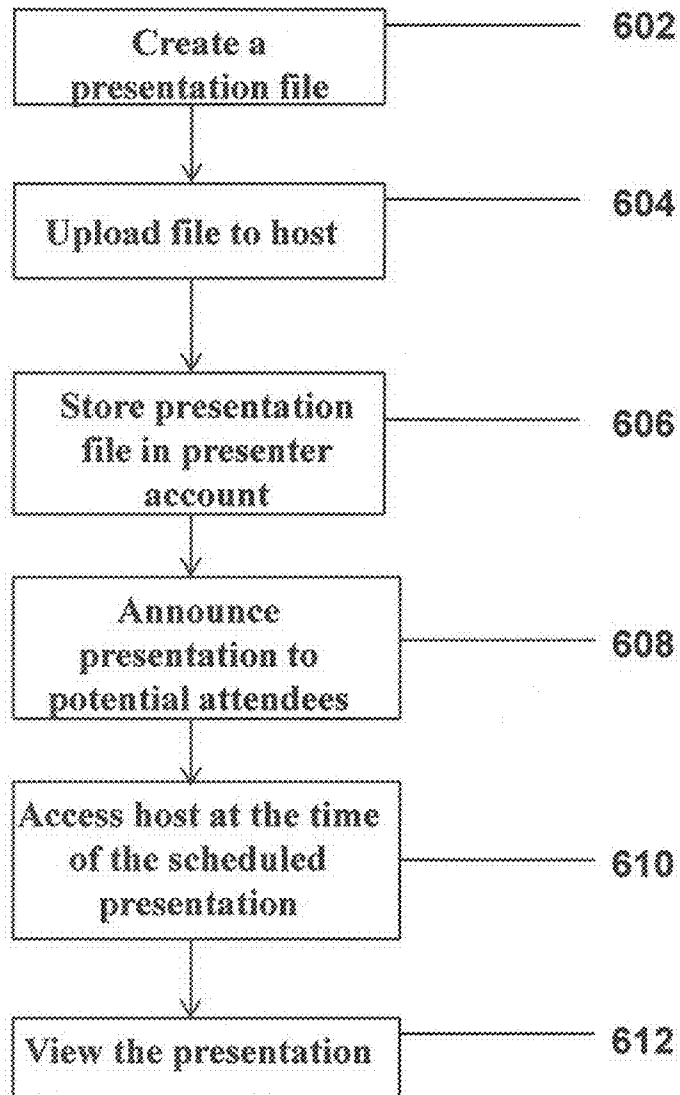 Create a
presentation file
602
Upload file to host
604
Store presentation
file in presenter
account
606
Announce
presentation to
potential attendees
608
Access host at the time
of the scheduled
presentation
610
View the presentation
612